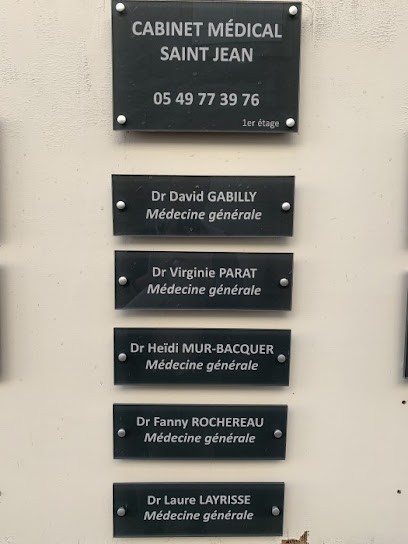 CABINET MÉDICAL
SAINT JEAN
05 49 77 39 76
1er étage
Dr David GABILLY
Médecine générale
Dr Virginie PARAT
Médecine générale
Dr Heïdi MUR-BACQUER
Médecine générale
Dr Fanny ROCHEREAU
Médecine générale
Dr Laure LAYRISSE
Médecine générale